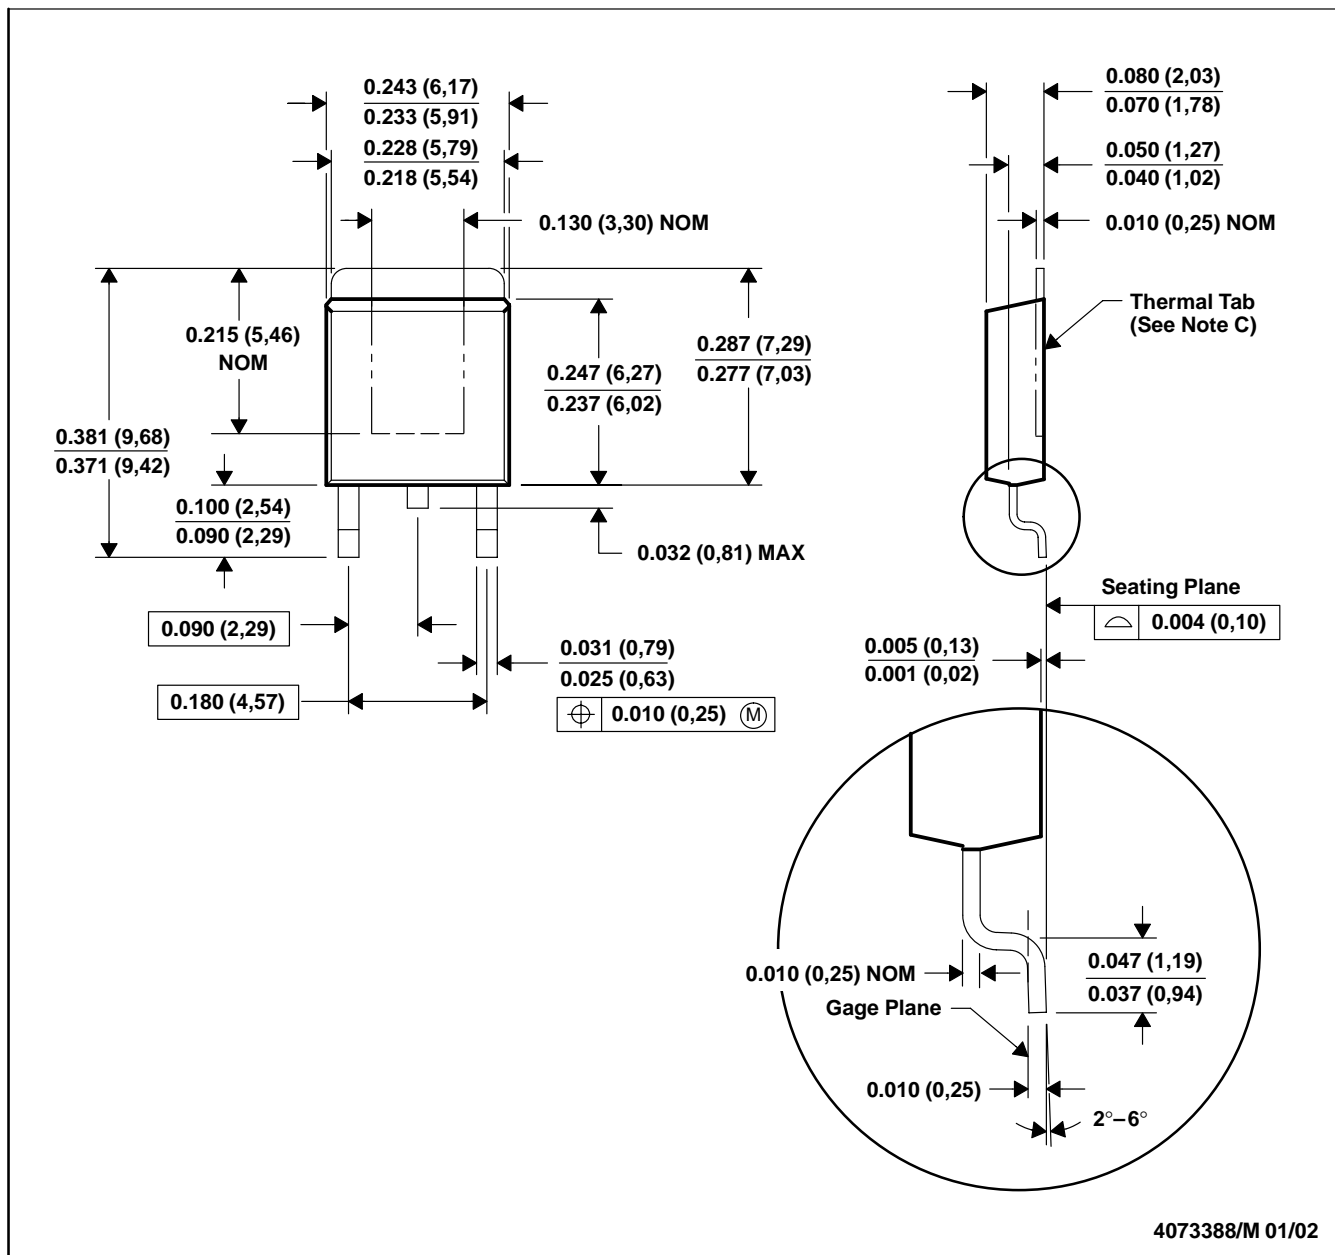 0.243 (6,17)
0.233 (5,91)
0.228 (5,79)
0.218 (5,54)
0.130 (3,30) NOM
0.215 (5,46)
NOM
0.287 (7,29)
0.277 (7,03)
0.247 (6,27)
0.237 (6,02)
0.381 (9,68)
0.371 (9,42)
0.100 (2,54)
0.090 (2,29)
0.032 (0,81) MAX
0.090 (2,29)
0.031 (0,79)
0.025 (0,63)
0.180 (4,57)
0.010 (0,25) Ⓜ
0.080 (2,03)
0.070 (1,78)
0.050 (1,27)
0.040 (1,02)
0.010 (0,25) NOM
Thermal Tab
(See Note C)
Seating Plane
0.004 (0,10)
0.005 (0,13)
0.001 (0,02)
0.010 (0,25) NOM
0.047 (1,19)
0.037 (0,94)
Gage Plane
0.010 (0,25)
2°–6°
4073388/M 01/02